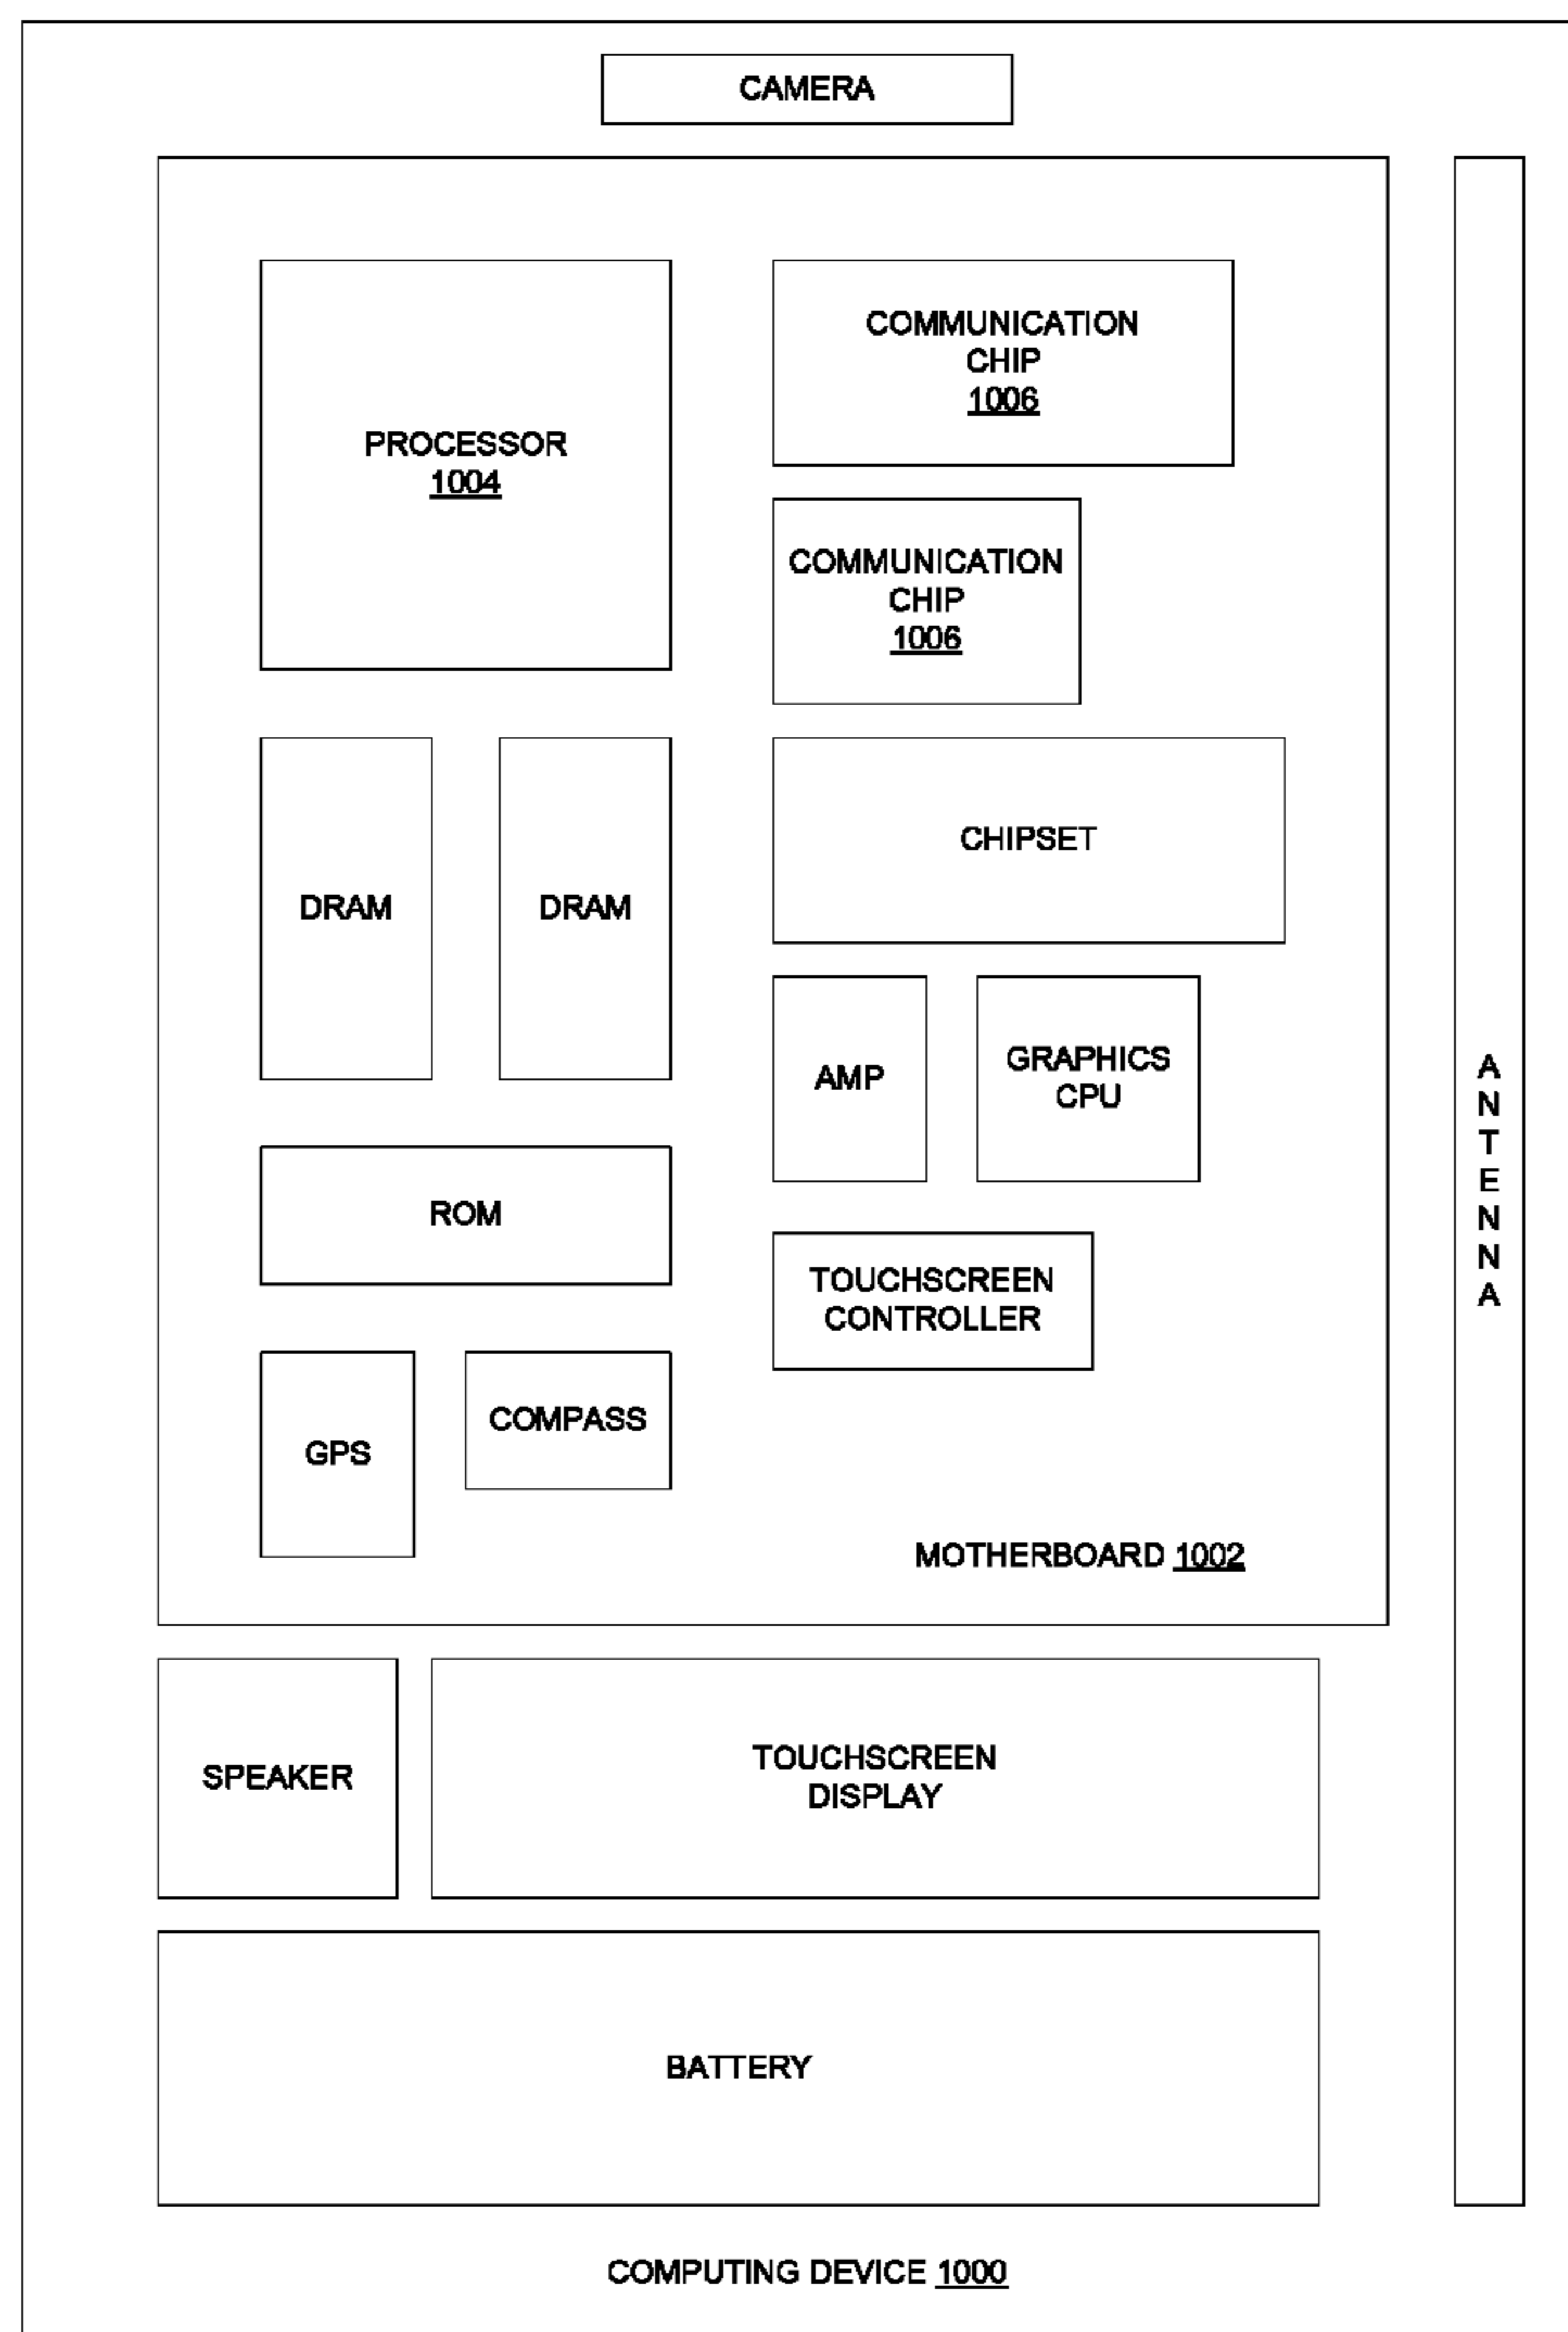 CAMERA
PROCESSOR
1004
COMMUNICATION
CHIP
1006
COMMUNICATION
CHIP
1006
DRAM
DRAM
CHIPSET
AMP
GRAPHICS
CPU
ROM
TOUCHSCREEN
CONTROLLER
GPS
COMPASS
MOTHERBOARD 1002
A
N
T
E
N
N
A
SPEAKER
TOUCHSCREEN
DISPLAY
BATTERY
COMPUTING DEVICE 1000